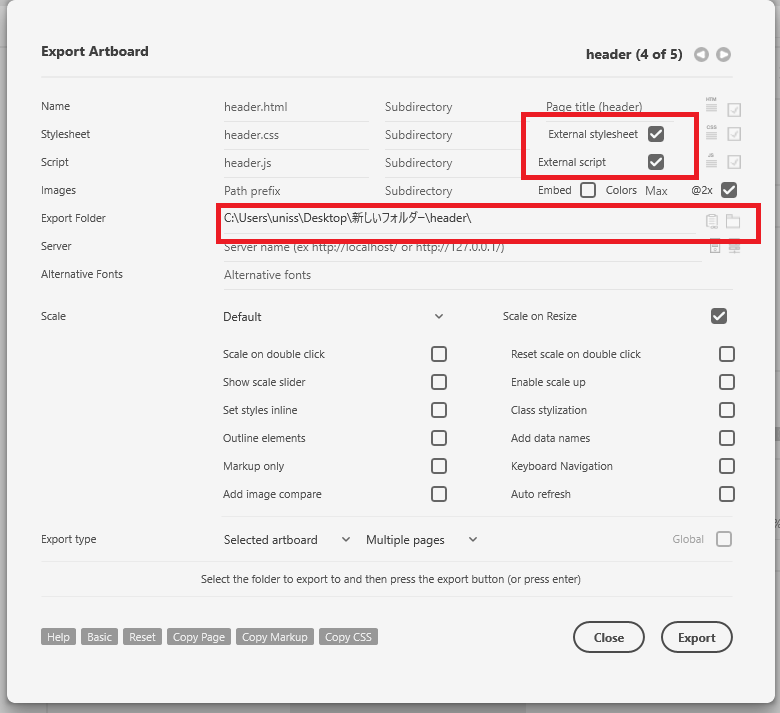 Export Artboard header (4 of 5)
Name header.html Subdirectory Page title (header) HTM
Stylesheet header.css Subdirectory External stylesheet CSS
Script header.js Subdirectory External script JS
Images Path prefix Subdirectory Embed Colors Max @2x
Export Folder C:\Users\uniss\Desktop\新しいフォルダー\header\
Server Server name (ex http://localhost/ or http://127.0.0.1/)
Alternative Fonts Alternative fonts
Scale Default Scale on Resize
Scale on double click Reset scale on double click
Show scale slider Enable scale up
Set styles inline Class stylization
Outline elements Add data names
Markup only Keyboard Navigation
Add image compare Auto refresh
Export type Selected artboard Multiple pages Global
Select the folder to export to and then press the export button (or press enter)
Help Basic Reset Copy Page Copy Markup Copy CSS Close Export